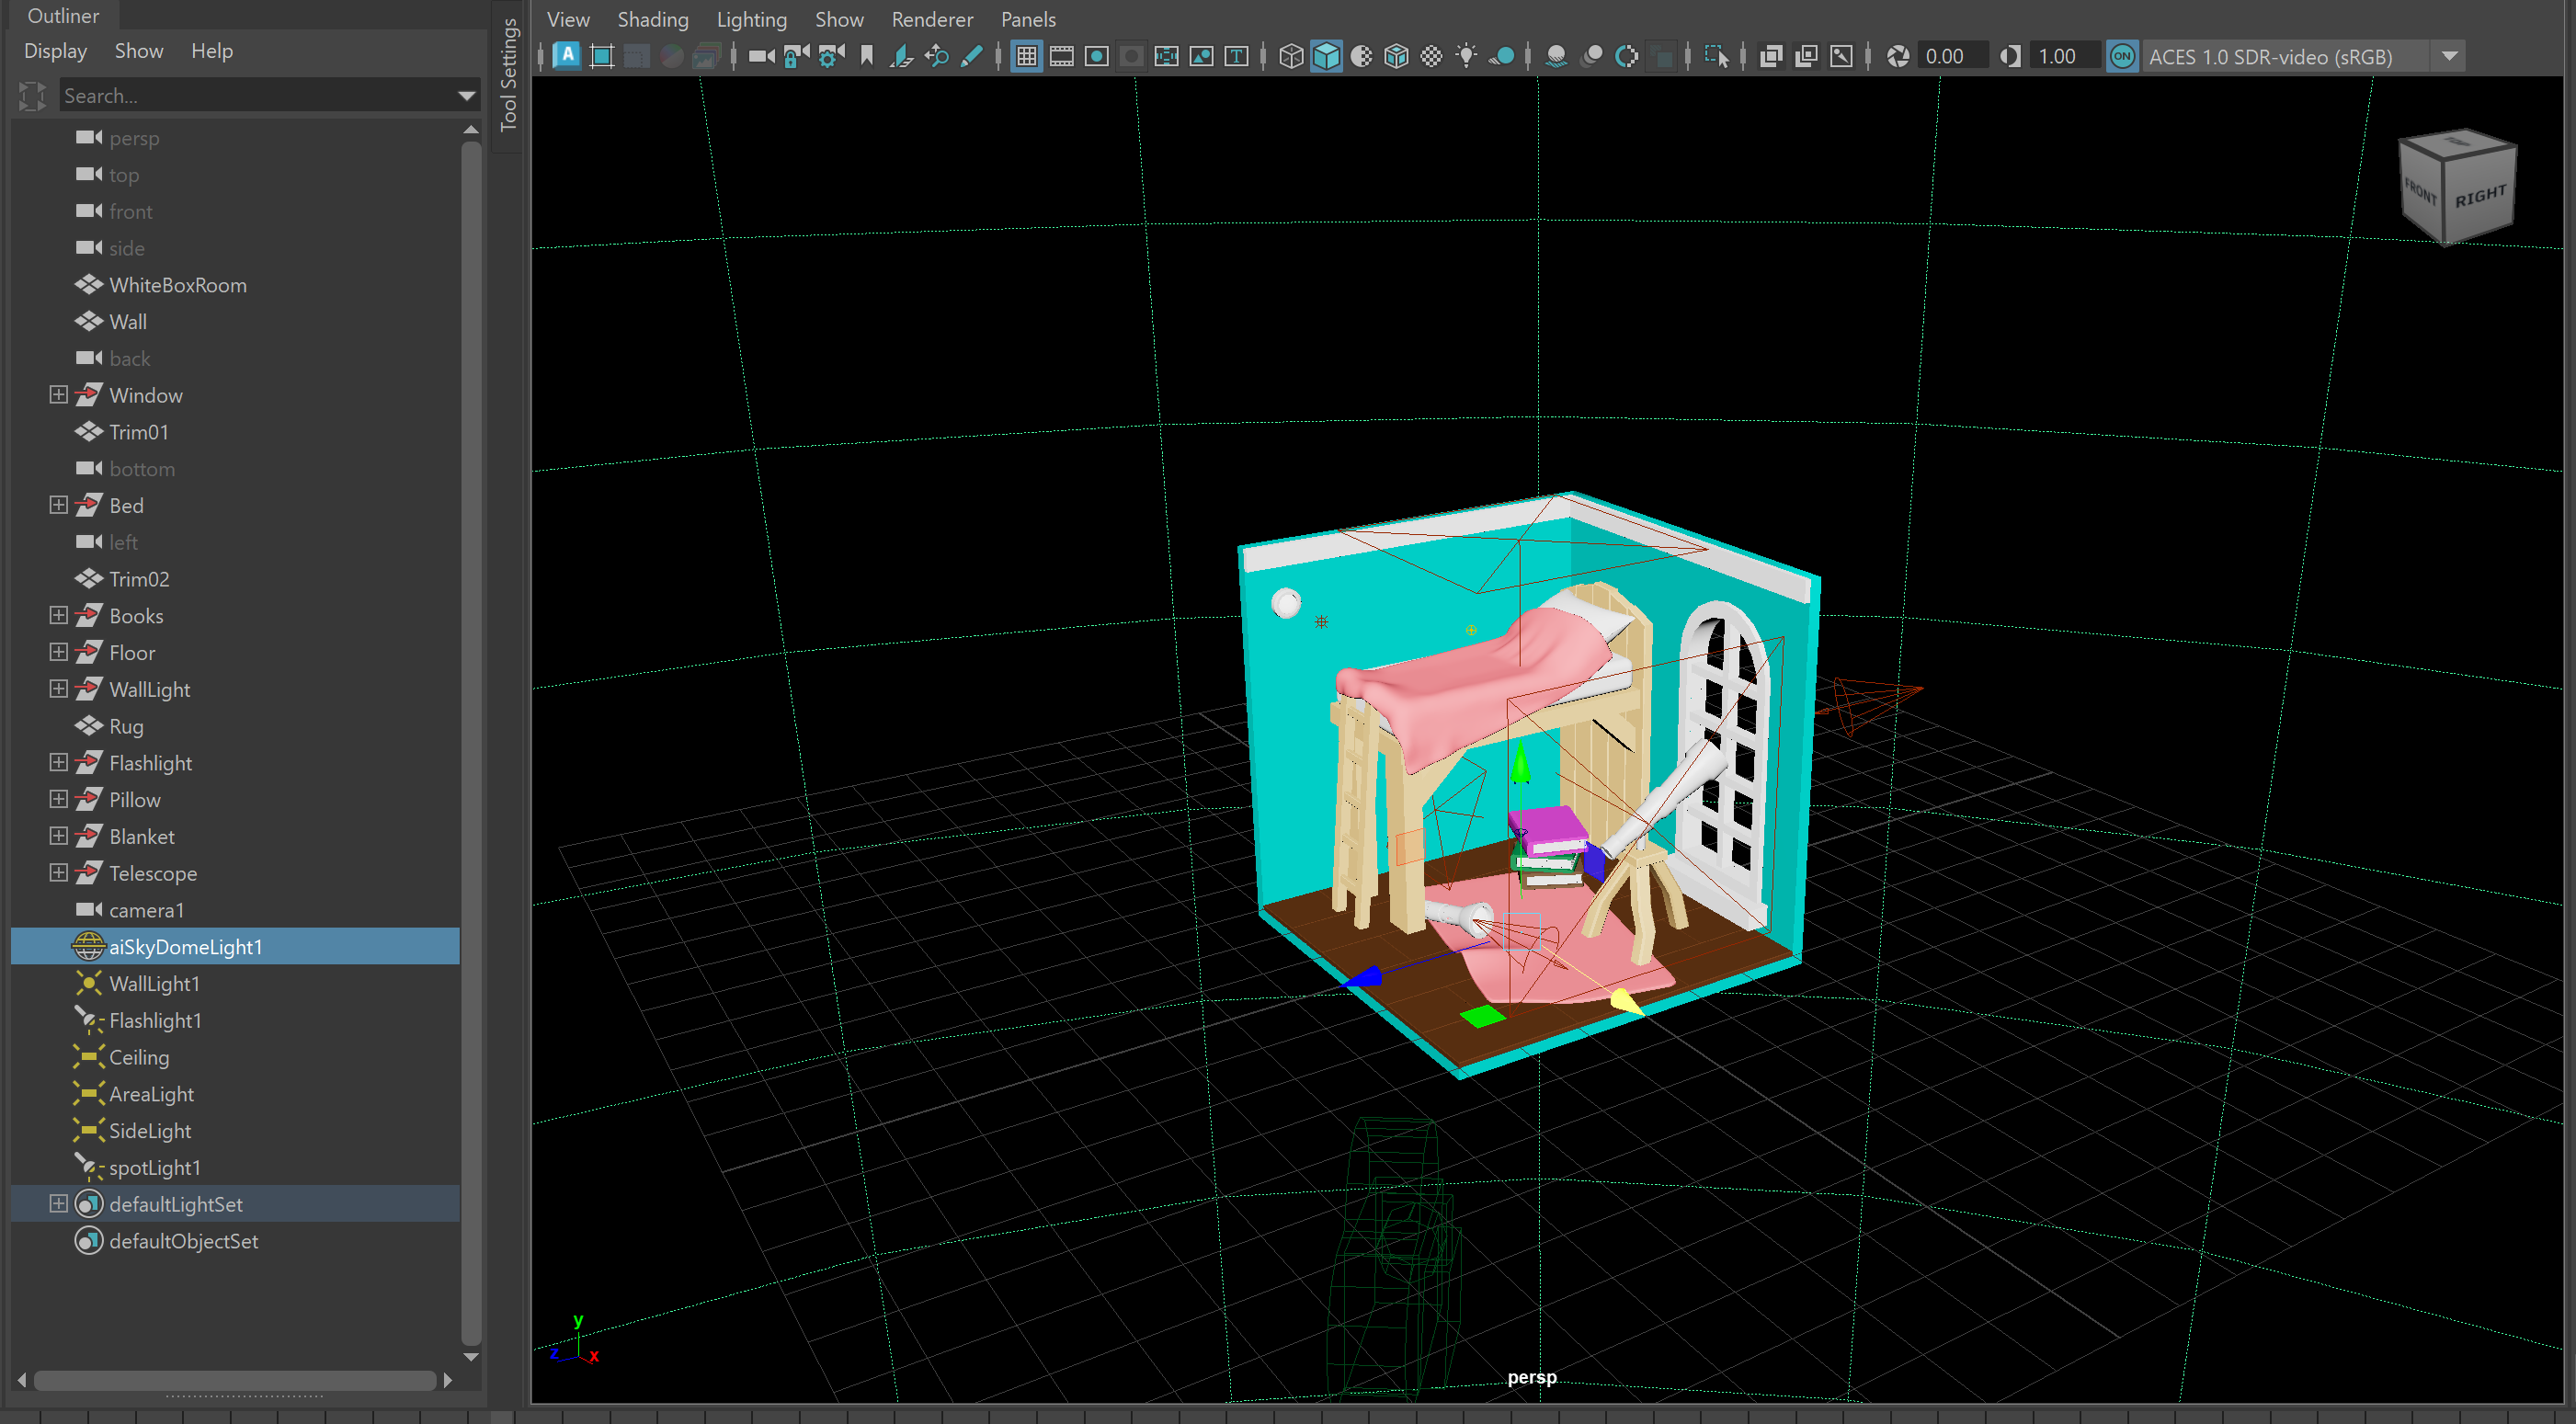 Outliner
Display Show Help
Search...
persp
top
front
side
WhiteBoxRoom
Wall
back
Window
Trim01
bottom
Bed
left
Trim02
Books
Floor
WallLight
Rug
Flashlight
Pillow
Blanket
Telescope
camera1
aiSkyDomeLight1
WallLight1
Flashlight1
Ceiling
AreaLight
SideLight
spotLight1
defaultLightSet
defaultObjectSet
Tool Settings
View Shading Lighting Show Renderer Panels
A T 0.00 1.00 ON ACES 1.0 SDR-video (sRGB)
TOP
FRONT RIGHT
y
z x
persp